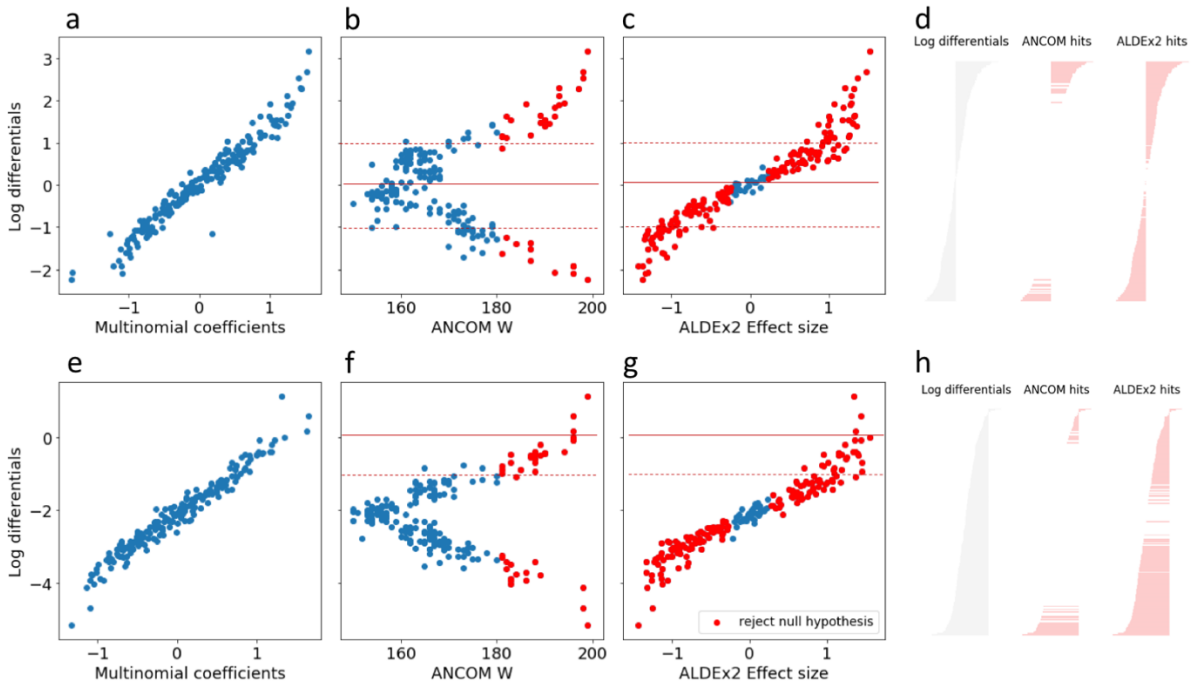 a b c d
Log differentials ANCOM hits ALDEx2 hits
3
2
1
0
−1
−2
Log differentials
−1 0 1
160 180 200
−1 0 1
Multinomial coefficients ANCOM W ALDEx2 Effect size
e f g h
Log differentials ANCOM hits ALDEx2 hits
0
−2
−4
Log differentials
reject null hypothesis
−1 0 1
160 180 200
−1 0 1
Multinomial coefficients ANCOM W ALDEx2 Effect size